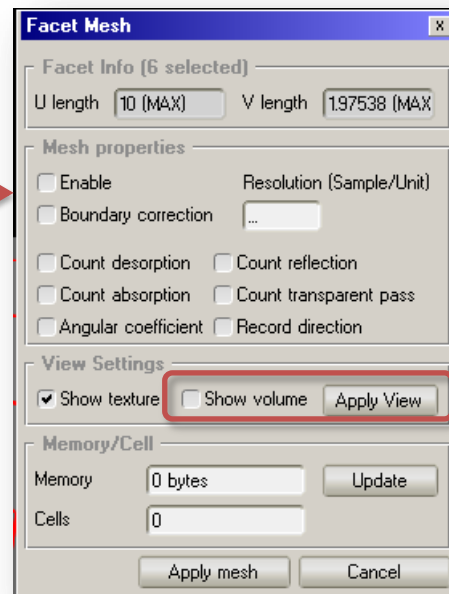 Facet Mesh x
Facet Info (6 selected)
U length 10 (MAX) V length 1.97538 (MAX
Mesh properties
Enable Resolution (Sample/Unit)
Boundary correction ...
Count desorption Count reflection
Count absorption Count transparent pass
Angular coefficient Record direction
View Settings
Show texture Show volume Apply View
Memory/Cell
Memory 0 bytes Update
Cells 0
Apply mesh Cancel